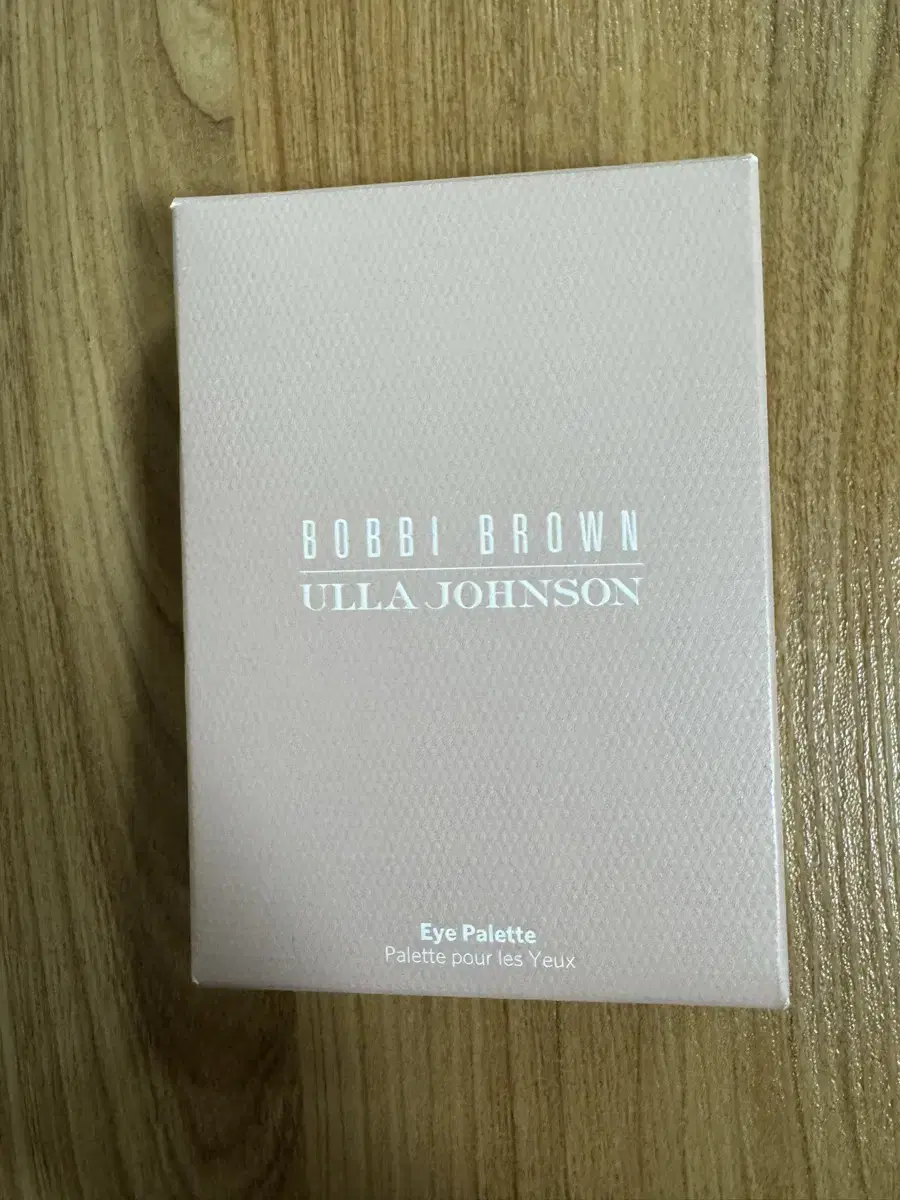 BOBBI BROWN
ULLA JOHNSON
Eye Palette
Palette pour les Yeux